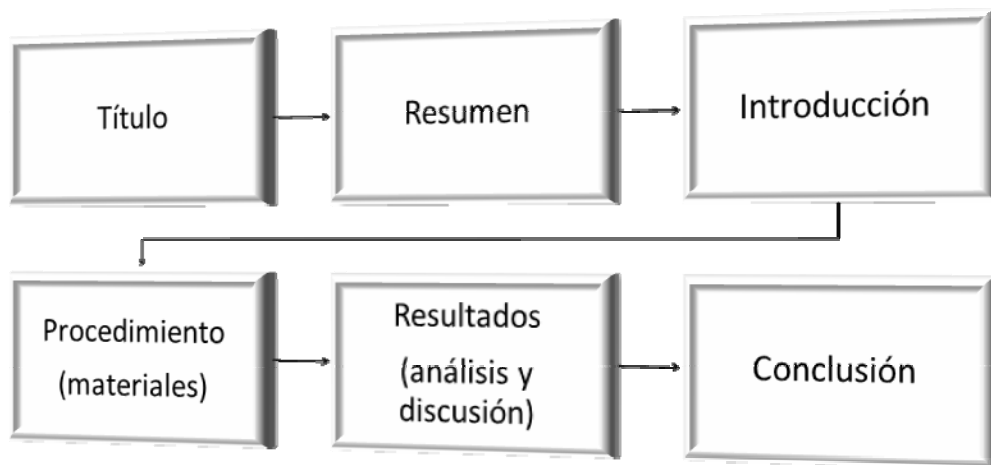 Título
Resumen
Introducción
Procedimiento
(materiales)
Resultados
(análisis y
discusión)
Conclusión